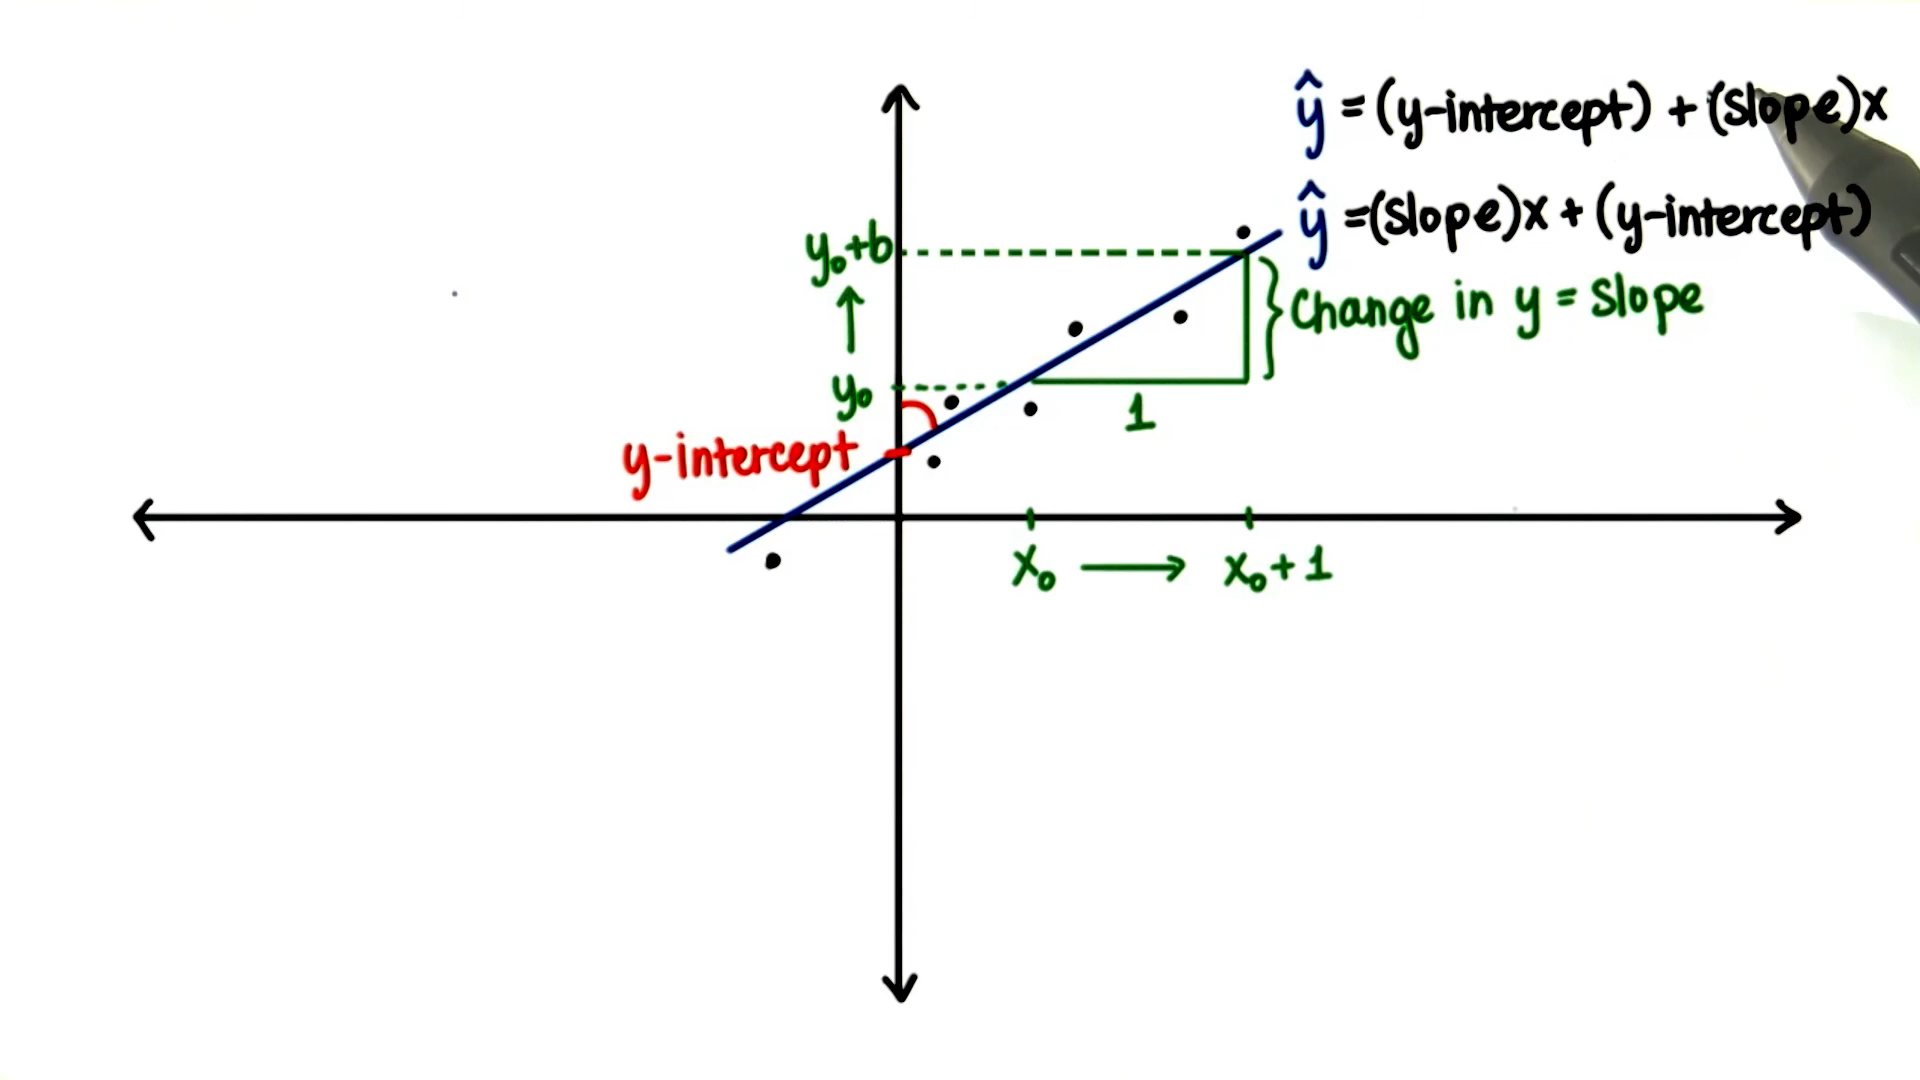 ŷ = (y-intercept) + (slope)x
ŷ =(slope)x + (y-intercept)
y₀+b
Change in y = Slope
y₀
1
y-intercept
x₀
x₀+1